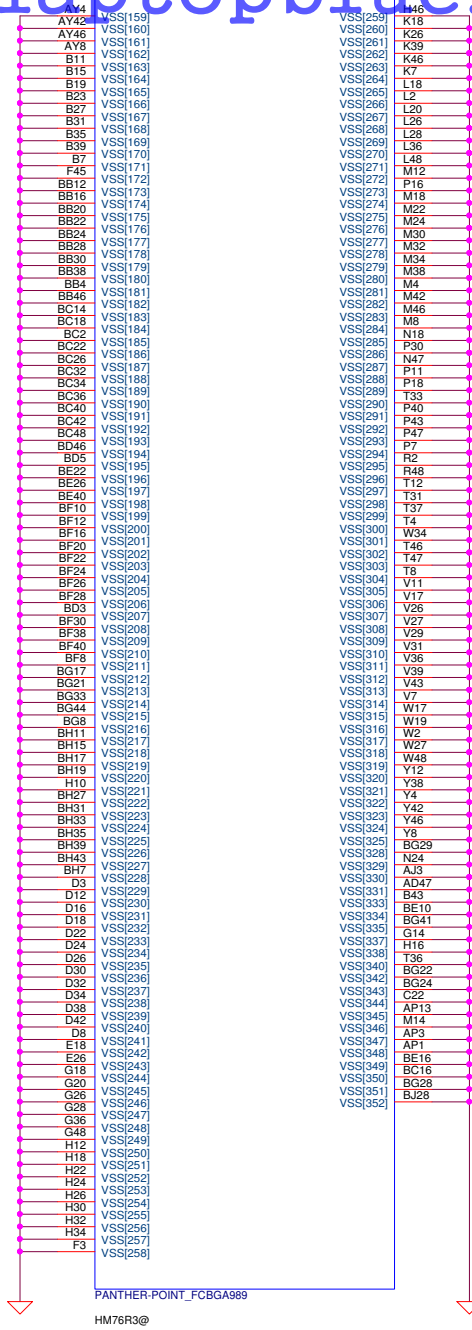 laptopblue.
AY4 VSS[159]
AY42 VSS[160]
AY46 VSS[161]
AY8 VSS[162]
B11 VSS[163]
B15 VSS[164]
B19 VSS[165]
B23 VSS[166]
B27 VSS[167]
B31 VSS[168]
B35 VSS[169]
B39 VSS[170]
B7 VSS[171]
F45 VSS[172]
BB12 VSS[173]
BB16 VSS[174]
BB20 VSS[175]
BB22 VSS[176]
BB24 VSS[177]
BB28 VSS[178]
BB30 VSS[179]
BB38 VSS[180]
BB4 VSS[181]
BB46 VSS[182]
BC14 VSS[183]
BC18 VSS[184]
BC2 VSS[185]
BC22 VSS[186]
BC26 VSS[187]
BC32 VSS[188]
BC34 VSS[189]
BC36 VSS[190]
BC40 VSS[191]
BC42 VSS[192]
BC48 VSS[193]
BD46 VSS[194]
BD5 VSS[195]
BE22 VSS[196]
BE26 VSS[197]
BE40 VSS[198]
BF10 VSS[199]
BF12 VSS[200]
BF16 VSS[201]
BF20 VSS[202]
BF22 VSS[203]
BF24 VSS[204]
BF26 VSS[205]
BF28 VSS[206]
BD3 VSS[207]
BF30 VSS[208]
BF38 VSS[209]
BF40 VSS[210]
BF8 VSS[211]
BG17 VSS[212]
BG21 VSS[213]
BG33 VSS[214]
BG44 VSS[215]
BG8 VSS[216]
BH11 VSS[217]
BH15 VSS[218]
BH17 VSS[219]
BH19 VSS[220]
H10 VSS[221]
BH27 VSS[222]
BH31 VSS[223]
BH33 VSS[224]
BH35 VSS[225]
BH39 VSS[226]
BH43 VSS[227]
BH7 VSS[228]
D3 VSS[229]
D12 VSS[230]
D16 VSS[231]
D18 VSS[232]
D22 VSS[233]
D24 VSS[234]
D26 VSS[235]
D30 VSS[236]
D32 VSS[237]
D34 VSS[238]
D38 VSS[239]
D42 VSS[240]
D8 VSS[241]
E18 VSS[242]
E26 VSS[243]
G18 VSS[244]
G20 VSS[245]
G26 VSS[246]
G28 VSS[247]
G36 VSS[248]
G48 VSS[249]
H12 VSS[250]
H18 VSS[251]
H22 VSS[252]
H24 VSS[253]
H26 VSS[254]
H30 VSS[255]
H32 VSS[256]
H34 VSS[257]
F3 VSS[258]
VSS[259] H46
VSS[260] K18
VSS[261] K26
VSS[262] K39
VSS[263] K46
VSS[264] K7
VSS[265] L18
VSS[266] L2
VSS[267] L20
VSS[268] L26
VSS[269] L28
VSS[270] L36
VSS[271] L48
VSS[272] M12
VSS[273] P16
VSS[274] M18
VSS[275] M22
VSS[276] M24
VSS[277] M30
VSS[278] M32
VSS[279] M34
VSS[280] M38
VSS[281] M4
VSS[282] M42
VSS[283] M46
VSS[284] M8
VSS[285] N18
VSS[286] P30
VSS[287] N47
VSS[288] P11
VSS[289] P18
VSS[290] T33
VSS[291] P40
VSS[292] P43
VSS[293] P47
VSS[294] P7
VSS[295] R2
VSS[296] R48
VSS[297] T12
VSS[298] T31
VSS[299] T37
VSS[300] T4
VSS[301] W34
VSS[302] T46
VSS[303] T47
VSS[304] T8
VSS[305] V11
VSS[306] V17
VSS[307] V26
VSS[308] V27
VSS[309] V29
VSS[310] V31
VSS[311] V36
VSS[312] V39
VSS[313] V43
VSS[314] V7
VSS[315] W17
VSS[316] W19
VSS[317] W2
VSS[318] W27
VSS[319] W48
VSS[320] Y12
VSS[321] Y38
VSS[322] Y4
VSS[323] Y42
VSS[324] Y46
VSS[325] Y8
VSS[328] BG29
VSS[329] N24
VSS[330] AJ3
VSS[331] AD47
VSS[333] B43
VSS[334] BE10
VSS[335] BG41
VSS[337] G14
VSS[338] H16
VSS[340] T36
VSS[342] BG22
VSS[343] BG24
VSS[344] C22
VSS[345] AP13
VSS[346] M14
VSS[347] AP3
VSS[348] AP1
VSS[349] BE16
VSS[350] BC16
VSS[351] BG28
VSS[352] BJ28
PANTHER-POINT_FCBGA989
HM76R3@